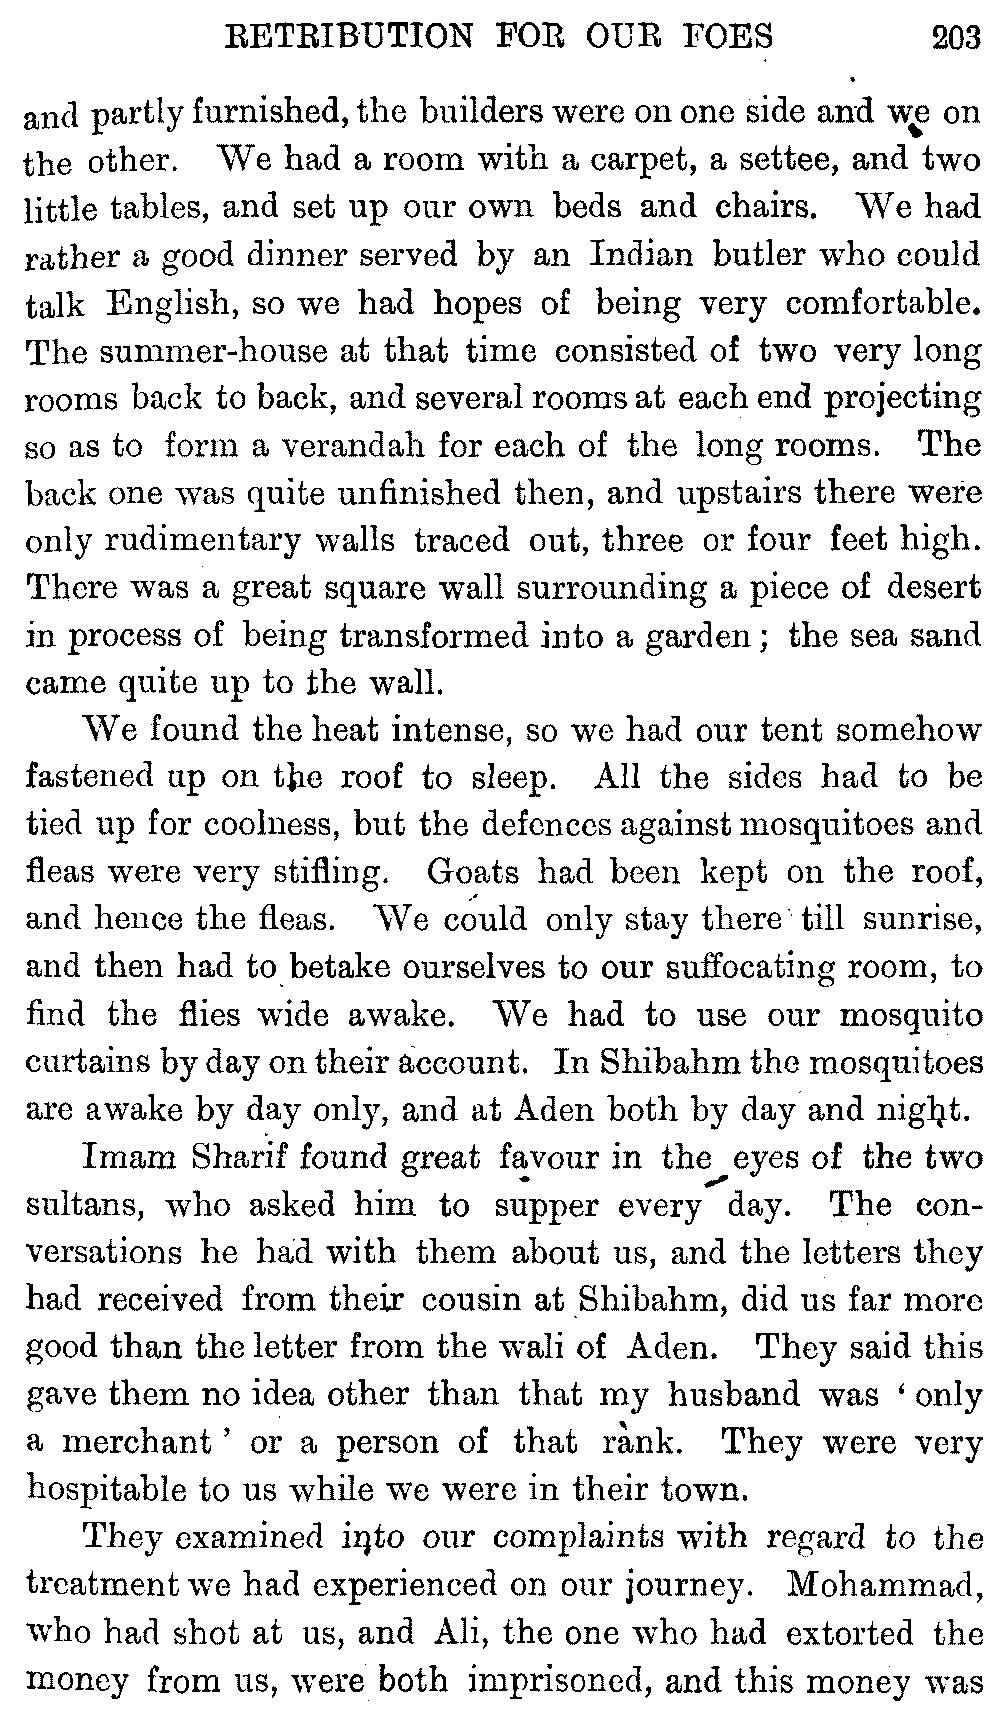 RETRIBUTION FOR OUR FOES 203
and partly furnished, the builders were on one side and we on
the other. We had a room with a carpet, a settee, and two
little tables, and set up our own beds and chairs. We had
rather a good dinner served by an Indian butler who could
talk English, so we had hopes of being very comfortable.
The summer-house at that time consisted of two very long
rooms back to back, and several rooms at each end projecting
so as to form a verandah for each of the long rooms. The
back one was quite unfinished then, and upstairs there were
only rudimentary walls traced out, three or four feet high.
There was a great square wall surrounding a piece of desert
in process of being transformed into a garden; the sea sand
came quite up to the wall.
We found the heat intense, so we had our tent somehow
fastened up on the roof to sleep. All the sides had to be
tied up for coolness, but the defences against mosquitoes and
fleas were very stifling. Goats had been kept on the roof,
and hence the fleas. We could only stay there till sunrise,
and then had to betake ourselves to our suffocating room, to
find the flies wide awake. We had to use our mosquito
curtains by day on their account. In Shibahm the mosquitoes
are awake by day only, and at Aden both by day and night.
Imam Sharif found great favour in the eyes of the two
sultans, who asked him to supper every day. The con-
versations he had with them about us, and the letters they
had received from their cousin at Shibahm, did us far more
good than the letter from the wali of Aden. They said this
gave them no idea other than that my husband was ‘only
a merchant’ or a person of that rank. They were very
hospitable to us while we were in their town.
They examined into our complaints with regard to the
treatment we had experienced on our journey. Mohammad,
who had shot at us, and Ali, the one who had extorted the
money from us, were both imprisoned, and this money was